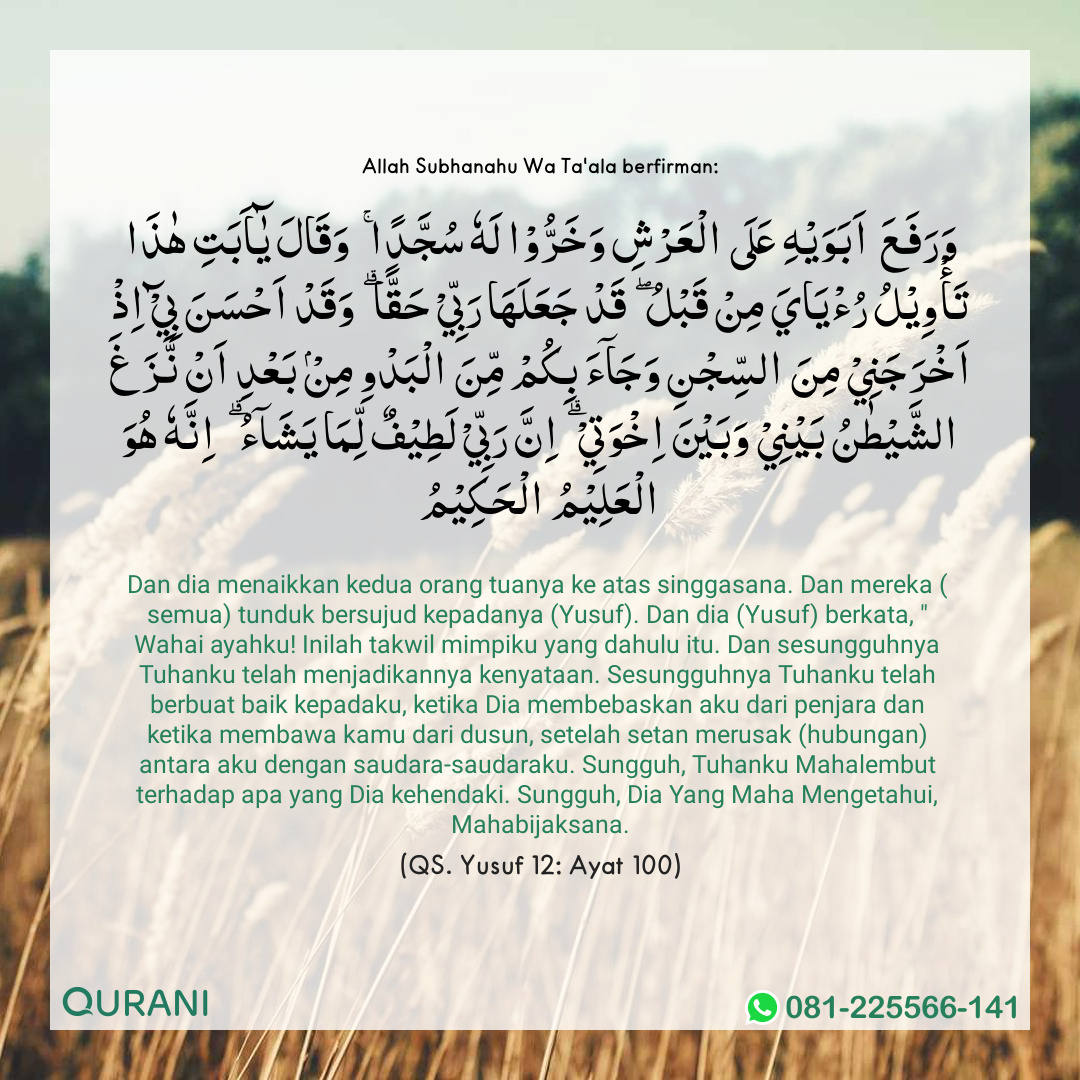 Allah Subhanahu Wa Ta'ala berfirman:
وَرَفَعَ اَبَوَيْهِ عَلَى الْعَرْشِ وَخَرُّوْا لَهٗ سُجَّدًاۚ وَقَالَ يٰۤاَبَتِ هٰذَا
تَأْوِيْلُ رُءْيَايَ مِنْ قَبْلُۖ قَدْ جَعَلَهَا رَبِّيْ حَقًّاۗ وَقَدْ اَحْسَنَ بِيْۤ اِذْ
اَخْرَجَنِيْ مِنَ السِّجْنِ وَجَآءَ بِكُمْ مِّنَ الْبَدْوِ مِنْۢ بَعْدِ اَنْ نَّزَغَ
الشَّيْطٰنُ بَيْنِيْ وَبَيْنَ اِخْوَتِيْۗ اِنَّ رَبِّيْ لَطِيْفٌ لِّمَا يَشَآءُۗ اِنَّهٗ هُوَ
الْعَلِيْمُ الْحَكِيْمُ
Dan dia menaikkan kedua orang tuanya ke atas singgasana. Dan mereka (
semua) tunduk bersujud kepadanya (Yusuf). Dan dia (Yusuf) berkata, "
Wahai ayahku! Inilah takwil mimpiku yang dahulu itu. Dan sesungguhnya
Tuhanku telah menjadikannya kenyataan. Sesungguhnya Tuhanku telah
berbuat baik kepadaku, ketika Dia membebaskan aku dari penjara dan
ketika membawa kamu dari dusun, setelah setan merusak (hubungan)
antara aku dengan saudara-saudaraku. Sungguh, Tuhanku Mahalembut
terhadap apa yang Dia kehendaki. Sungguh, Dia Yang Maha Mengetahui,
Mahabijaksana.
(QS. Yusuf 12: Ayat 100)
QURANI
081-225566-141